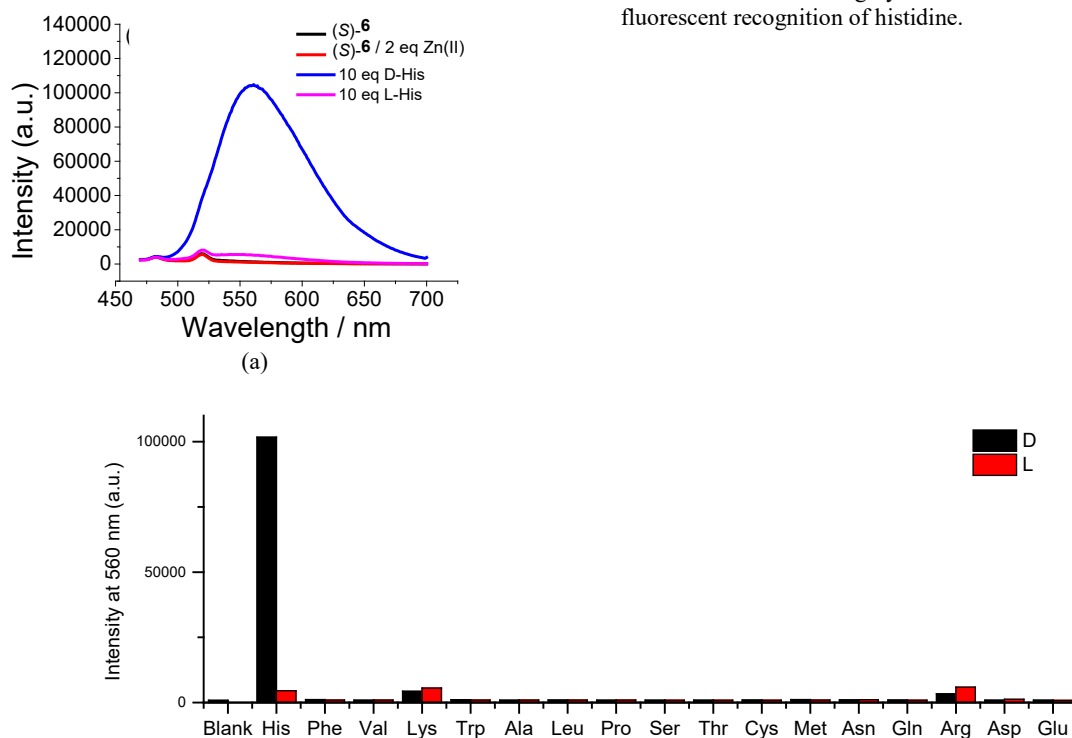 fluorescent recognition of histidine.
140000
120000
100000
80000
60000
40000
20000
0
Intensity (a.u.)
(
(S)-6
(S)-6 / 2 eq Zn(II)
10 eq D-His
10 eq L-His
450 500 550 600 650 700
Wavelength / nm
(a)
100000
50000
0
Intensity at 560 nm (a.u.)
D
L
Blank His Phe Val Lys Trp Ala Leu Pro Ser Thr Cys Met Asn Gln Arg Asp Glu